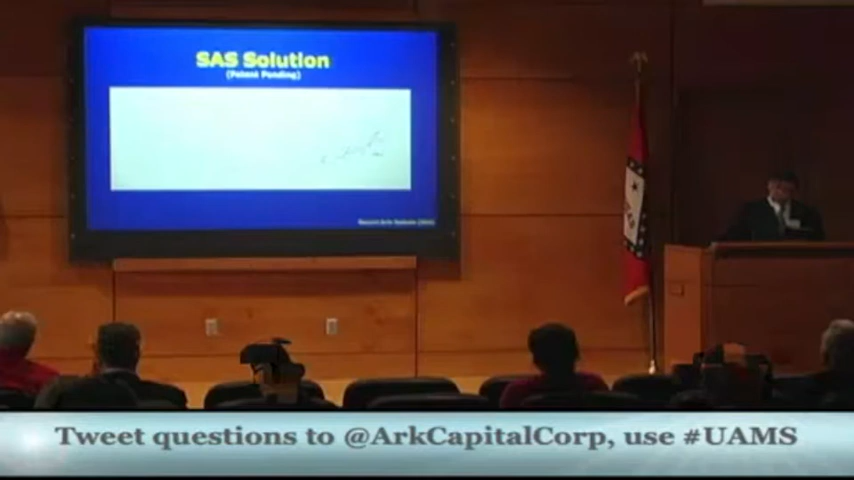 SAS Solution
(Patent Pending)
Tweet questions to @ArkCapitalCorp, use #UAMS